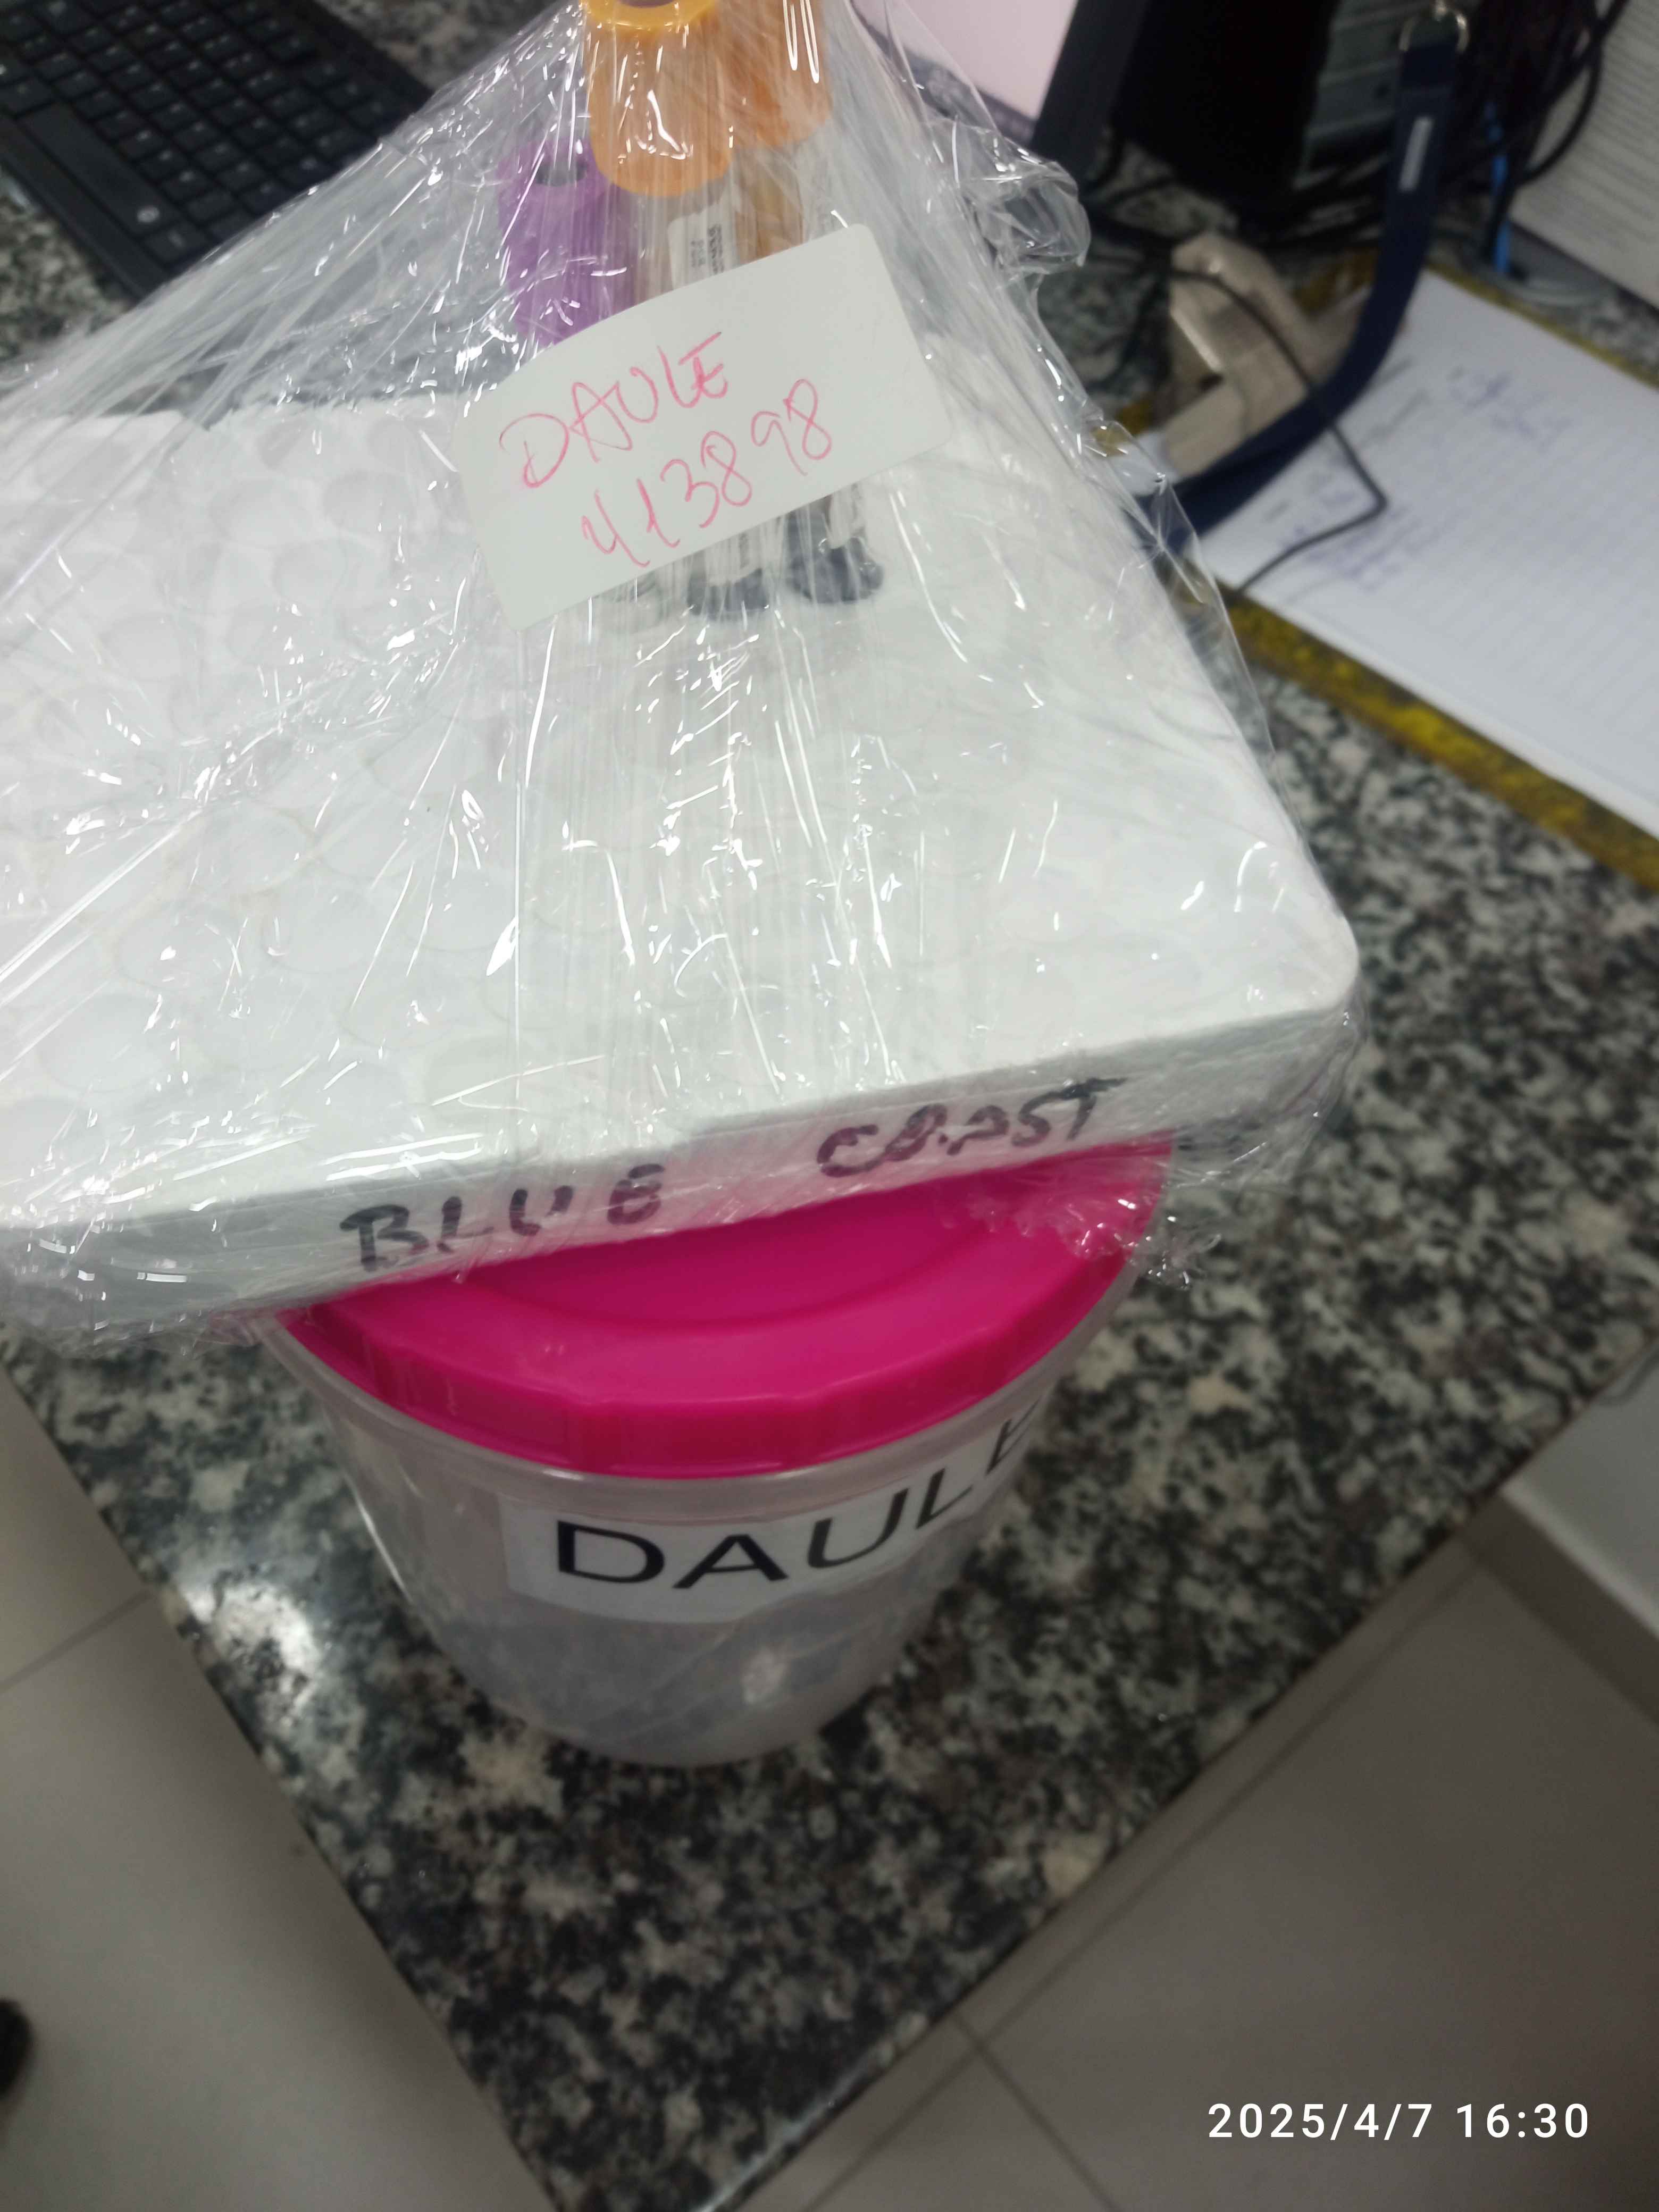 DAULE
413898
BLUE COAST
DAULE
2025/4/7 16:30